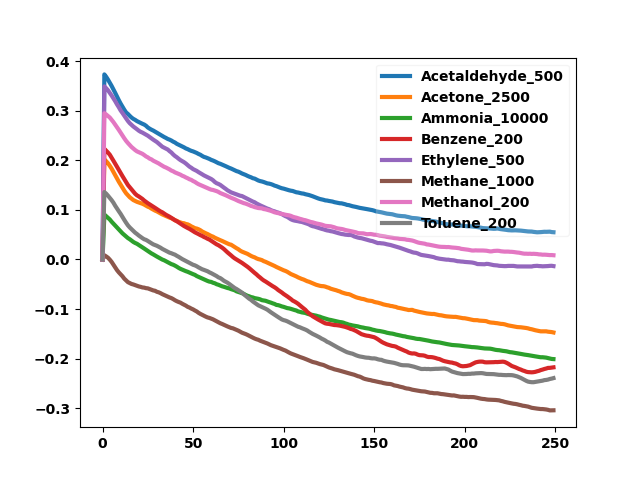 0.4
0.3
0.2
0.1
0.0
−0.1
−0.2
−0.3
0 50 100 150 200 250
Acetaldehyde_500
Acetone_2500
Ammonia_10000
Benzene_200
Ethylene_500
Methane_1000
Methanol_200
Toluene_200